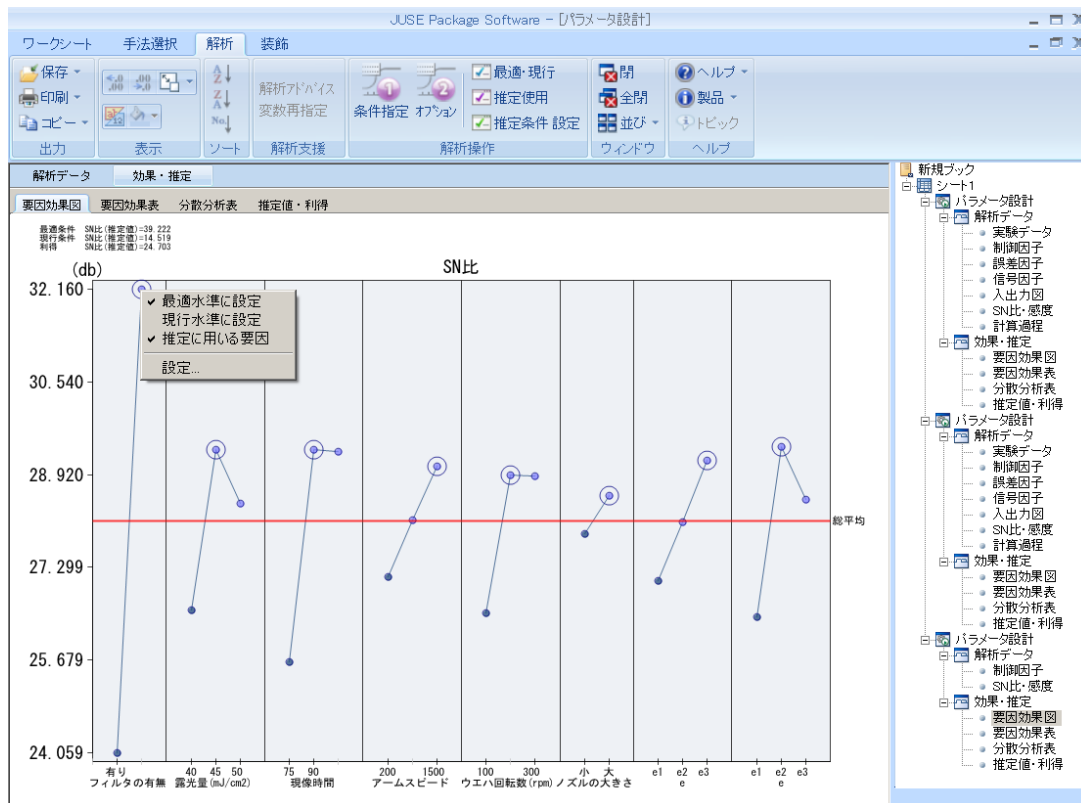 JUSE Package Software - [パラメータ設計]
ワークシート 手法選択 解析 装飾
保存
印刷
コピー
出力
表示
ソート
解析アドバイス
変数再指定
解析支援
条件指定
オプション
最適・現行
推定使用
推定条件 設定
解析操作
閉
全閉
並び
ウィンドウ
ヘルプ
製品
トピック
ヘルプ
解析データ 効果・推定
要因効果図 要因効果表 分散分析表 推定値・利得
最適条件 SN比(推定値)=39.222
現行条件 SN比(推定値)=14.519
利得 SN比(推定値)=24.703
SN比
(db)
32.160
30.540
28.920
27.299
25.679
24.059
最適水準に設定
現行水準に設定
推定に用いる要因
設定...
総平均
有り 40 45 50 75 90 200 1500 100 300 小 大 e1 e2 e3 e1 e2 e3
フィルタの有無 露光量(mJ/cm2) 現像時間 アームスピード ウエハ回転数(rpm) ノズルの大きさ e e
新規ブック
シート1
パラメータ設計
解析データ
実験データ
制御因子
誤差因子
信号因子
入出力図
SN比・感度
計算過程
効果・推定
要因効果図
要因効果表
分散分析表
推定値・利得
パラメータ設計
解析データ
実験データ
制御因子
誤差因子
信号因子
入出力図
SN比・感度
計算過程
効果・推定
要因効果図
要因効果表
分散分析表
推定値・利得
パラメータ設計
解析データ
制御因子
SN比・感度
効果・推定
要因効果図
要因効果表
分散分析表
推定値・利得